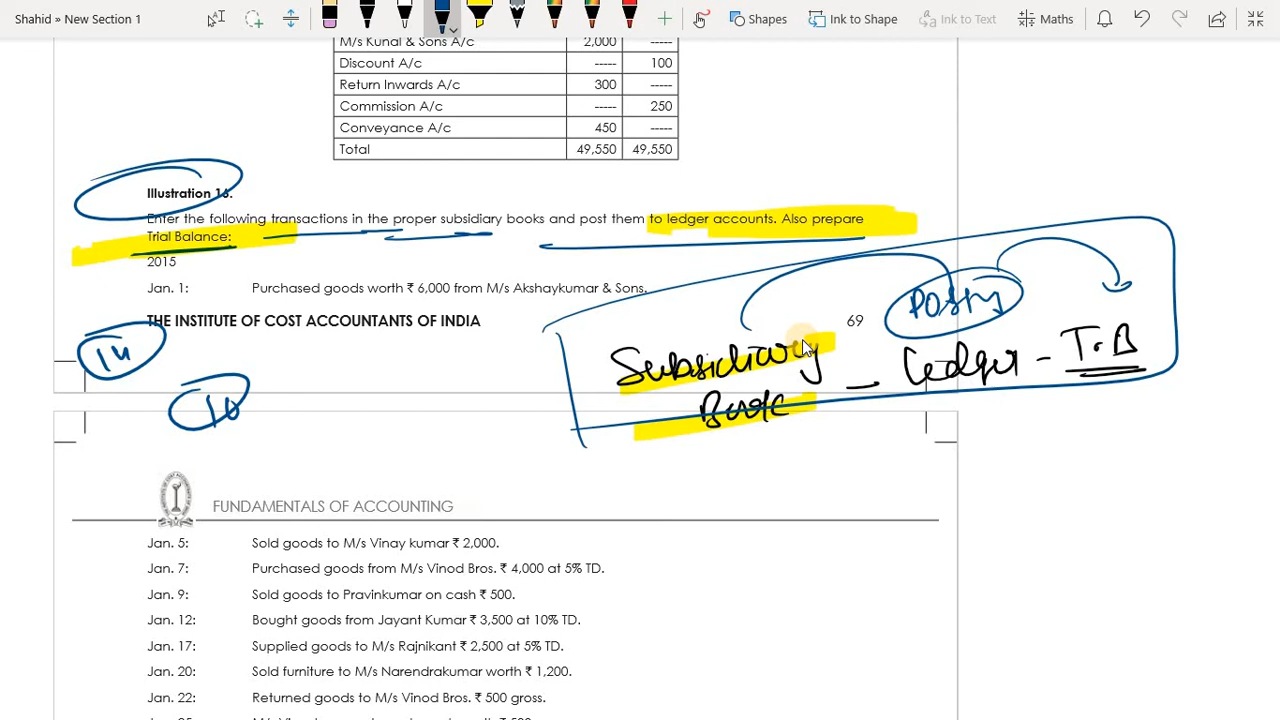 Shahid » New Section 1
Shapes
Ink to Shape
Ink to Text
Maths
M/s Kunal & Sons A/c 2,000 -----
Discount A/c ----- 100
Return Inwards A/c 300 -----
Commission A/c ----- 250
Conveyance A/c 450 -----
Total 49,550 49,550
Illustration 16.
Enter the following transactions in the proper subsidiary books and post them to ledger accounts. Also prepare
Trial Balance:
2015
Jan. 1: Purchased goods worth ₹ 6,000 from M/s Akshaykumar & Sons.
THE INSTITUTE OF COST ACCOUNTANTS OF INDIA 69
Subsidiary
Book - Ledger - T.B
14
FUNDAMENTALS OF ACCOUNTING
Jan. 5: Sold goods to M/s Vinay kumar ₹ 2,000.
Jan. 7: Purchased goods from M/s Vinod Bros. ₹ 4,000 at 5% TD.
Jan. 9: Sold goods to Pravinkumar on cash ₹ 500.
Jan. 12: Bought goods from Jayant Kumar ₹ 3,500 at 10% TD.
Jan. 17: Supplied goods to M/s Rajnikant ₹ 2,500 at 5% TD.
Jan. 20: Sold furniture to M/s Narendrakumar worth ₹ 1,200.
Jan. 22: Returned goods to M/s Vinod Bros. ₹ 500 gross.